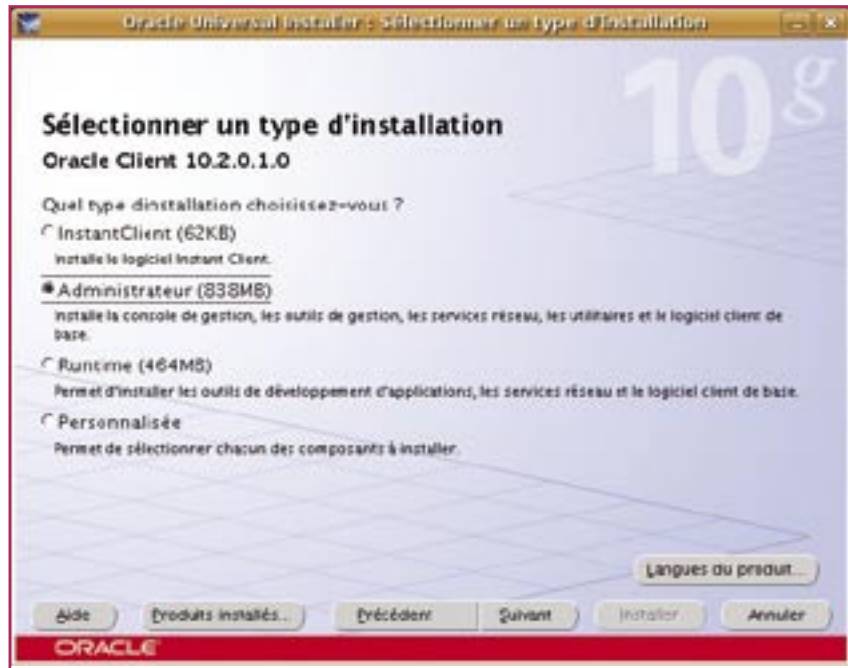 Oracle Universal Installer : Sélectionner un type d'installation
10g
Sélectionner un type d'installation
Oracle Client 10.2.0.1.0
Quel type dinstallation choisissez-vous ?
InstantClient (62KB)
Installe le logiciel Instant Client.
Administrateur (838MB)
Installe la console de gestion, les outils de gestion, les services réseau, les utilitaires et le logiciel client de
base.
Runtime (464MB)
Permet d'installer les outils de développement d'applications, les services réseau et le logiciel client de base.
Personnalisée
Permet de sélectionner chacun des composants à installer.
Langues du produit...
Aide
Produits installés...
Précédent
Suivant
Installer
Annuler
ORACLE